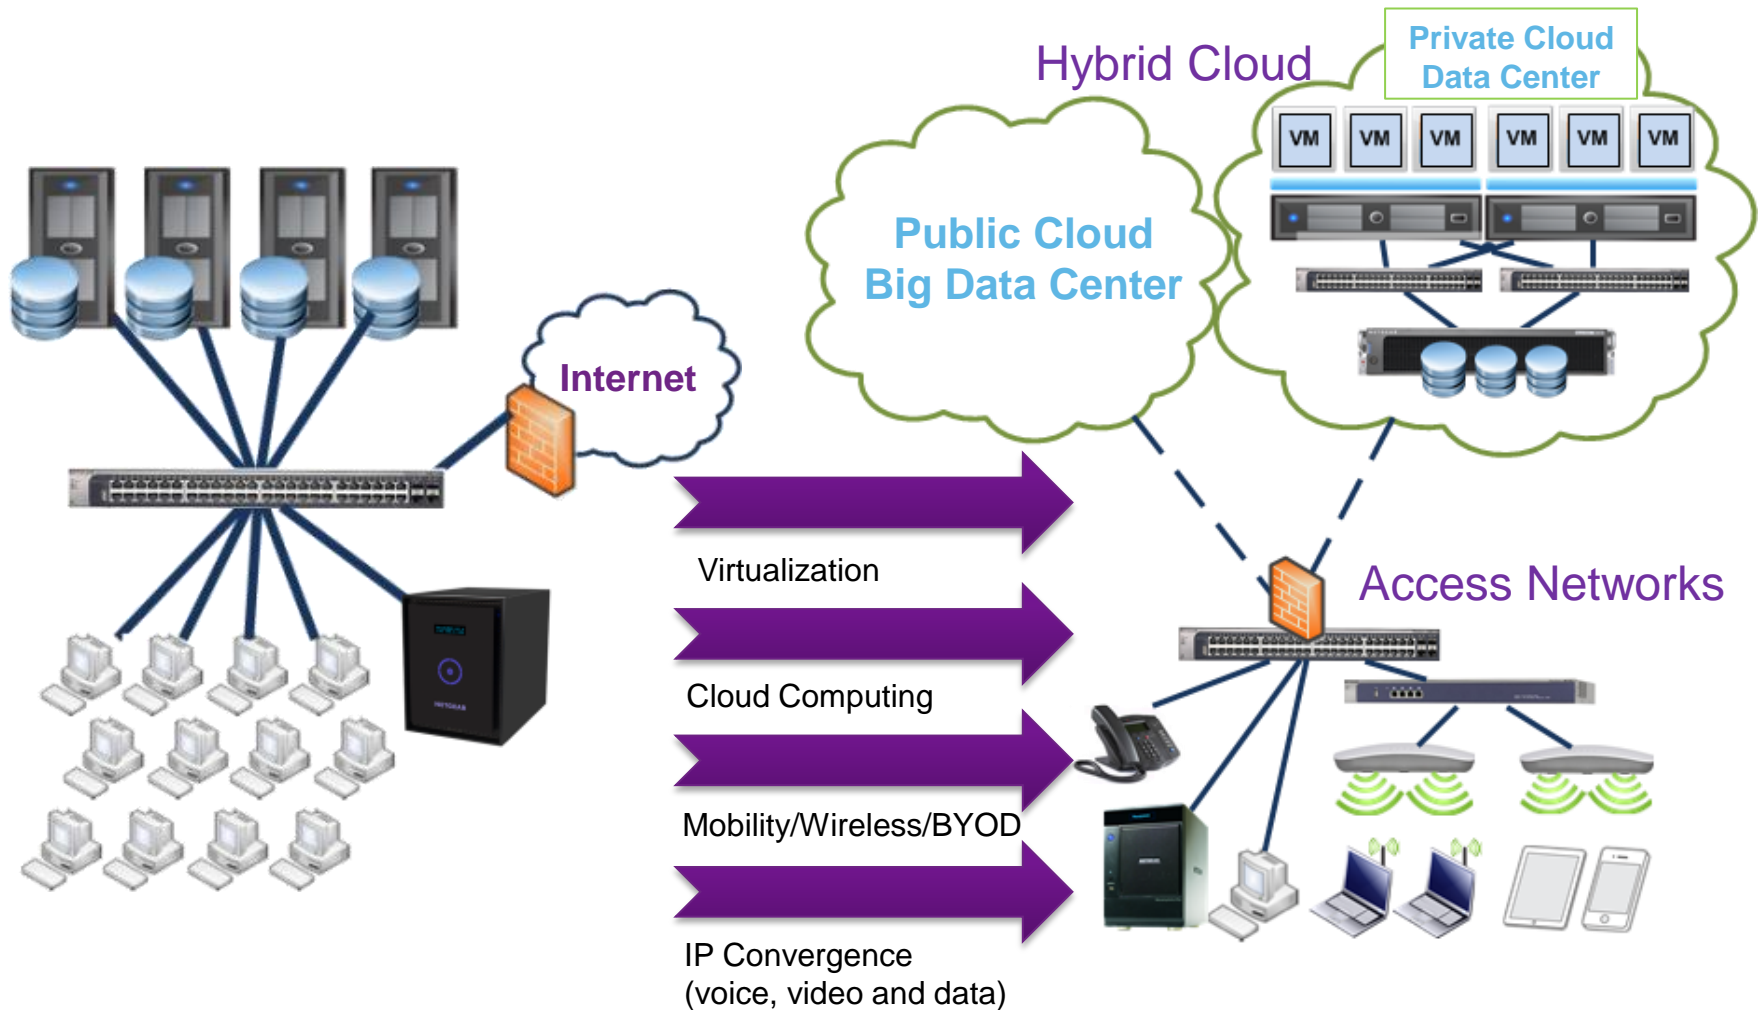 Hybrid Cloud
Private Cloud
Data Center
VM
VM
VM
VM
VM
VM
Public Cloud
Big Data Center
Internet
Virtualization
Access Networks
Cloud Computing
NETGEAR
Mobility/Wireless/BYOD
IP Convergence
(voice, video and data)